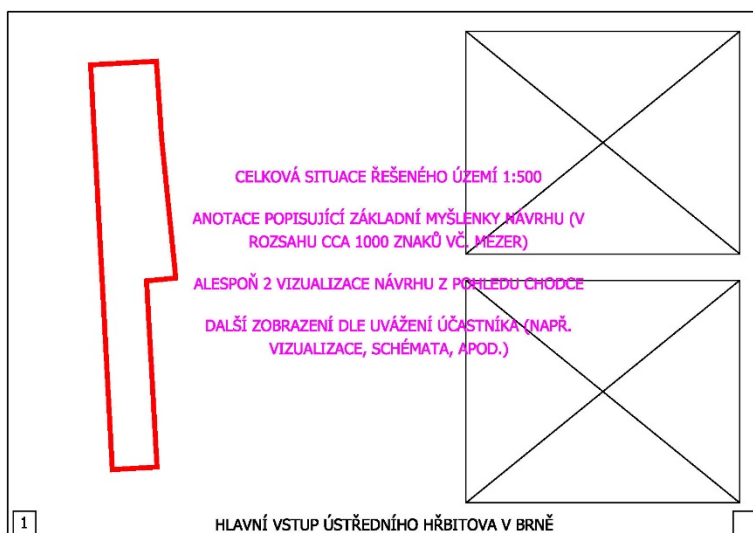 CELKOVÁ SITUACE ŘEŠENÉHO ÚZEMÍ 1:500
ANOTACE POPISUJÍCÍ ZÁKLADNÍ MYŠLENKY NÁVRHU (V
ROZSAHU CCA 1000 ZNAKŮ VČ. MEZER)
ALESPOŇ 2 VIZUALIZACE NÁVRHU Z POHLEDU CHODCE
DALŠÍ ZOBRAZENÍ DLE UVÁŽENÍ ÚČASTNÍKA (NAPŘ.
VIZUALIZACE, SCHÉMATA, APOD.)
1
HLAVNÍ VSTUP ÚSTŘEDNÍHO HŘBITOVA V BRNĚ